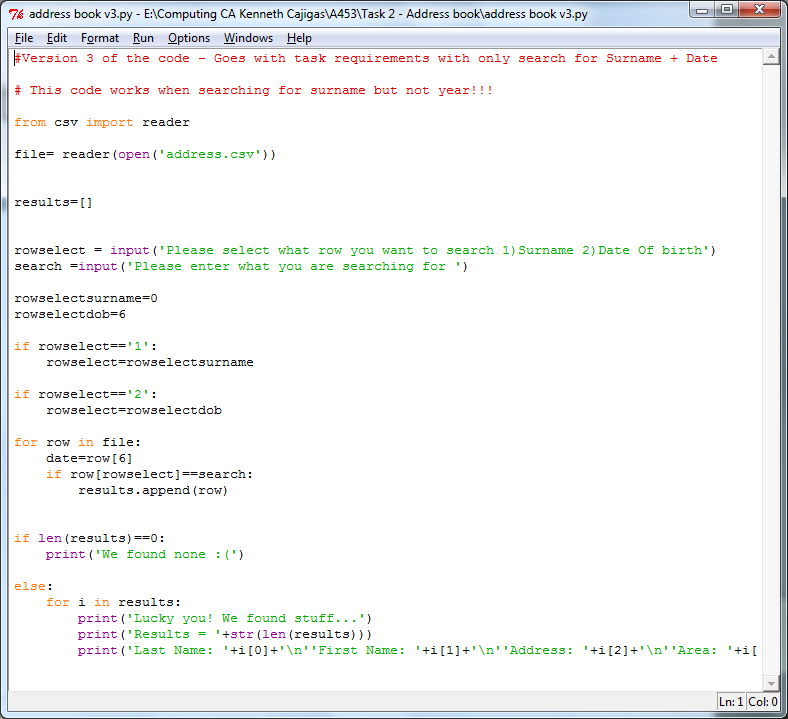 address book v3.py - E:\Computing CA Kenneth Cajigas\A453\Task 2 - Address book\address book v3.py
File Edit Format Run Options Windows Help
#Version 3 of the code - Goes with task requirements with only search for Surname + Date
# This code works when searching for surname but not year!!!
from csv import reader
file= reader(open('address.csv'))
results=[]
rowselect = input('Please select what row you want to search 1)Surname 2)Date Of birth')
search =input('Please enter what you are searching for ')
rowselectsurname=0
rowselectdob=6
if rowselect=='1':
    rowselect=rowselectsurname
if rowselect=='2':
    rowselect=rowselectdob
for row in file:
    date=row[6]
    if row[rowselect]==search:
        results.append(row)
if len(results)==0:
    print('We found none :(')
else:
    for i in results:
        print('Lucky you! We found stuff...')
        print('Results = '+str(len(results)))
        print('Last Name: '+i[0]+'\n''First Name: '+i[1]+'\n''Address: '+i[2]+'\n''Area: '+i[
Ln: 1 Col: 0